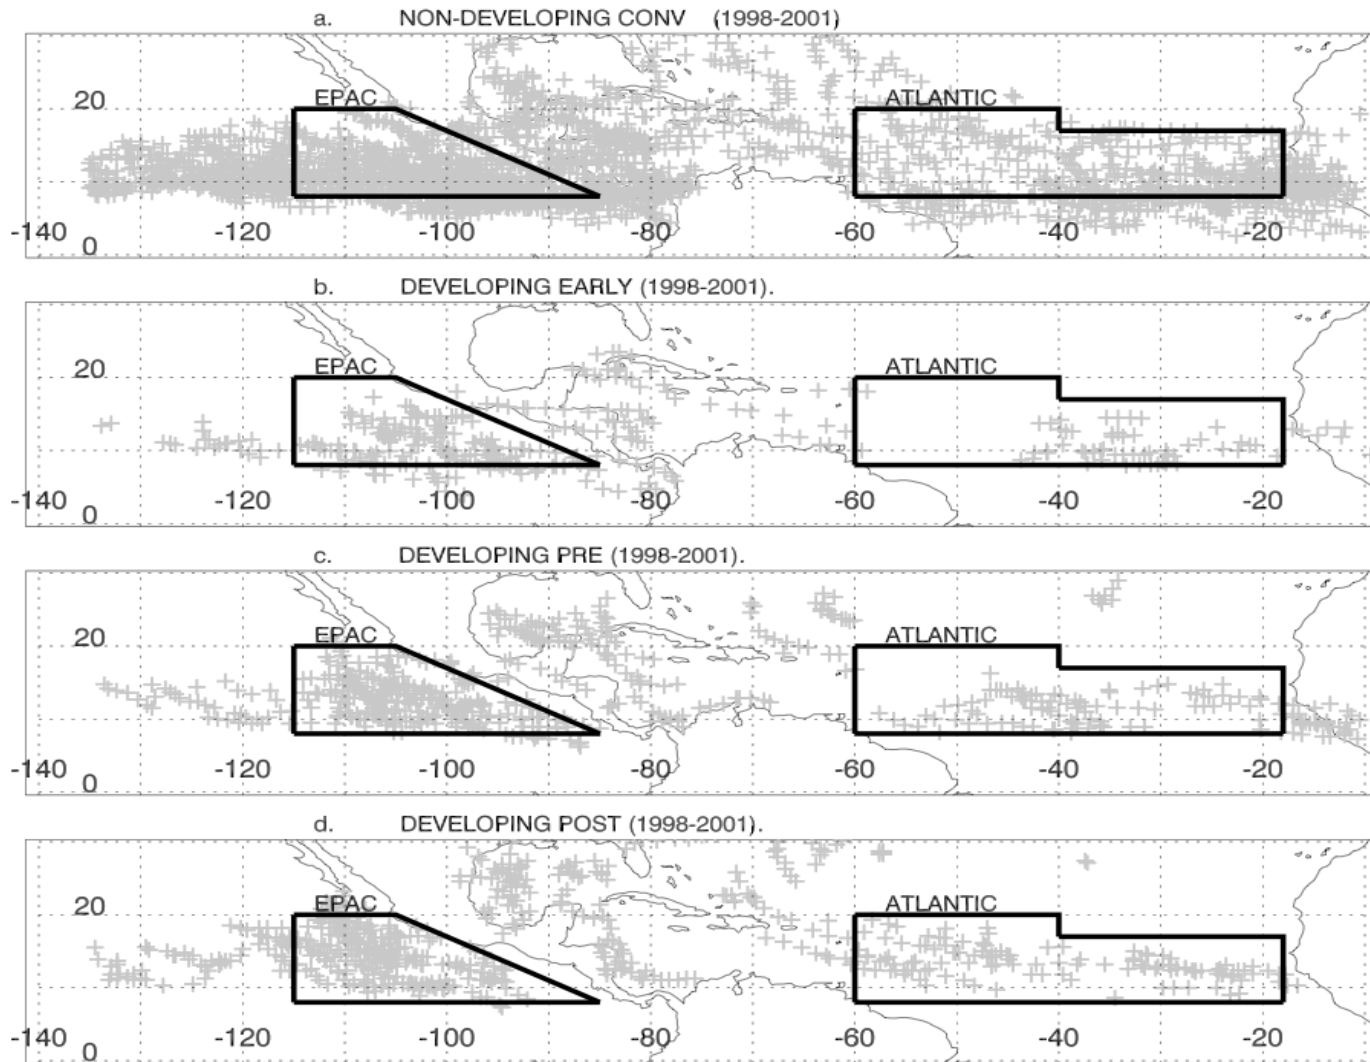 a. NON-DEVELOPING CONV (1998-2001)
20
EPAC
ATLANTIC
-140 -120 -100 -80 -60 -40 -20
0
b. DEVELOPING EARLY (1998-2001).
20
EPAC
ATLANTIC
-140 -120 -100 -80 -60 -40 -20
0
c. DEVELOPING PRE (1998-2001).
20
EPAC
ATLANTIC
-140 -120 -100 -80 -60 -40 -20
0
d. DEVELOPING POST (1998-2001).
20
EPAC
ATLANTIC
-140 -120 -100 -80 -60 -40 -20
0